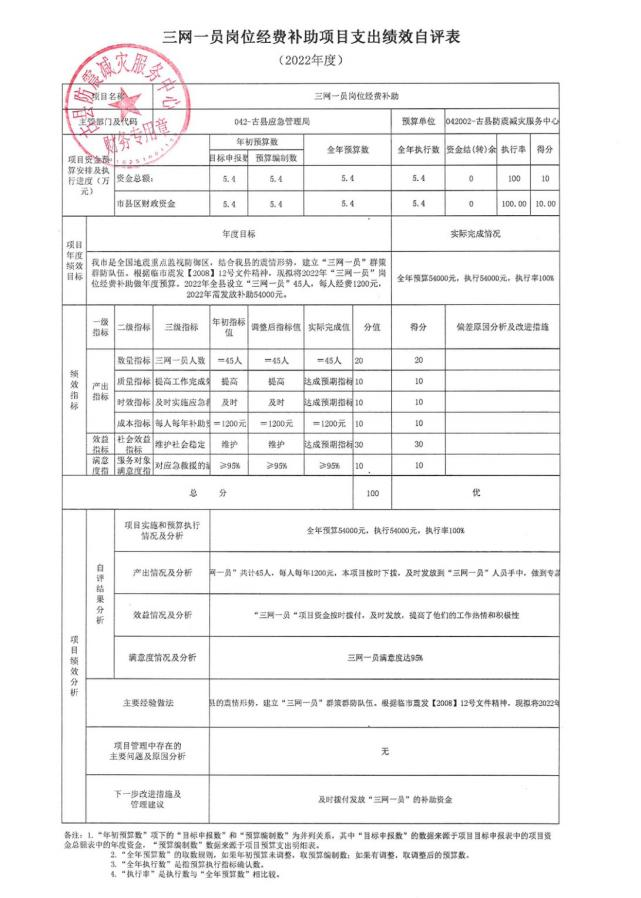 三网一员岗位经费补助项目支出绩效自评表
（2022年度）
项目名称 三网一员岗位经费补助
主管部门及代码 042-古县应急管理局 预算单位 042002-古县防震减灾服务中心
项目资金预算安排及执行进度（万元） 年初预算数 全年预算数 全年执行数 资金结(转)余 执行率 得分
目标申报数 预算编制数
资金总额: 5.4 5.4 5.4 5.4 0 100 10
市县区财政资金 5.4 5.4 5.4 5.4 0 100.00 10.00
项目年度绩效目标 年度目标 实际完成情况
我市是全国地震重点监视防御区，结合我县的震情形势，建立“三网一员”群策
群防队伍。根据临市震发【2008】12号文件精神，现拟将2022年“三网一员”岗
位经费补助做年度预算。2022年全县设立“三网一员”45人，每人经费1200元，
2022年需发放补助54000元。
全年预算54000元，执行54000元，执行率100%
绩效指标 一级指标 二级指标 三级指标 年初指标值 调整后指标值 实际完成值 分值 得分 偏差原因分析及改进措施
产出指标 数量指标 三网一员人数 ＝45人 ＝45人 ＝45人 20 20
质量指标 提高工作完成 提高 提高 达成预期指标 10 10
时效指标 及时实施应急 及时 及时 达成预期指标 10 10
成本指标 每人每年补助 ＝1200元 ＝1200元 ＝1200元 10 10
效益指标 社会效益指标 维护社会稳定 维护 维护 达成预期指标 30 30
满意度指 服务对象满意度指 对应急救援的 ≥95% ≥95% ≥95% 10 10
总 分 100 优
项目绩效分析 自评结果分析 项目实施和预算执行情况及分析 全年预算54000元，执行54000元，执行率100%
产出情况及分析 网一员”共计45人，每人每年1200元，本项目按时下拨，及时发放到“三网一员”人员手中，做到专
效益情况及分析 “三网一员“项目资金按时拨付，及时发放，提高了他们的工作热情和积极性
满意度情况及分析 三网一员满意度达95%
主要经验做法 县的震情形势，建立“三网一员”群策群防队伍。根据临市震发【2008】12号文件精神，现拟将2022年
项目管理中存在的主要问题及原因分析 无
下一步改进措施及管理建议 及时拨付发放“三网一员”的补助资金
备注：1.“年初预算数”项下的“目标申报数”和“预算编制数”为并列关系，其中“目标申报数”的数据来源于项目目标申报表中的项目资
金总额表中的年度资金，“预算编制数”数据来源于项目预算支出明细表。
2.“全年预算数”的取数规则，如果年初预算未调整，取预算编制数；如果有调整，取调整后的预算数。
3.“全年执行数”是指预算执行指标确认数。
4.“执行率”是执行数与“全年预算数”相比较。
古县防震减灾服务中心
财务专用章